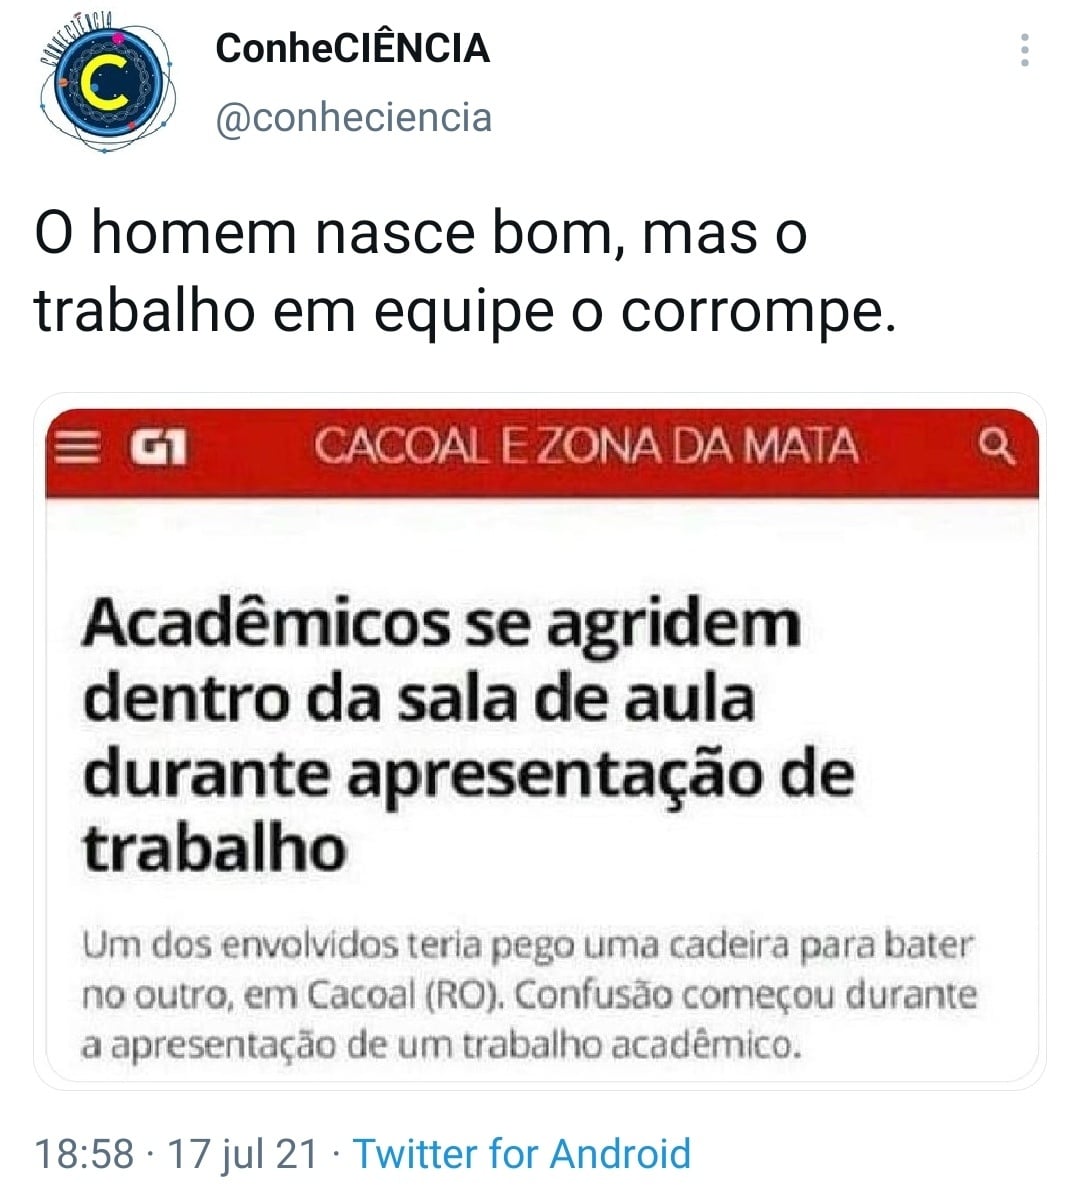 CONHECIÊNCIA
C
ConheCIÊNCIA
@conheciencia
O homem nasce bom, mas o
trabalho em equipe o corrompe.
G1 CACOAL E ZONA DA MATA
Acadêmicos se agridem
dentro da sala de aula
durante apresentação de
trabalho
Um dos envolvidos teria pego uma cadeira para bater
no outro, em Cacoal (RO). Confusão começou durante
a apresentação de um trabalho acadêmico.
18:58 · 17 jul 21 · Twitter for Android